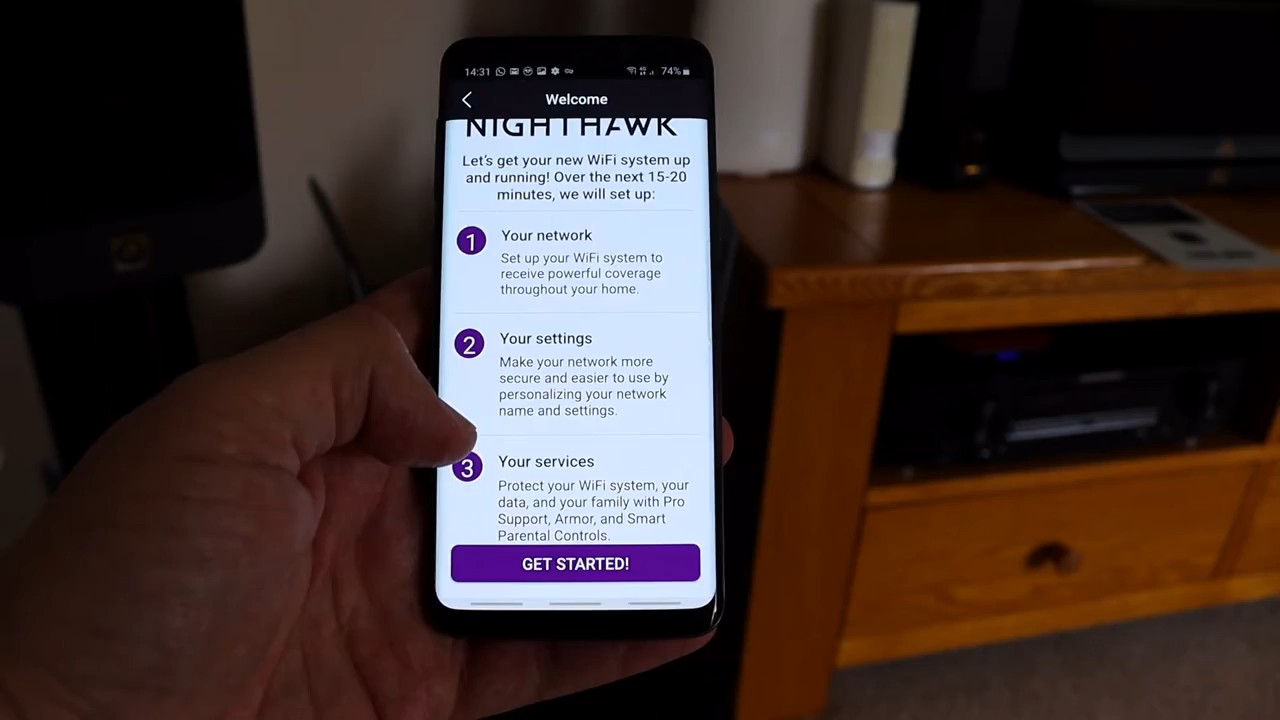 14:31 4G 74%
Welcome
NIGHTHAWK
Let's get your new WiFi system up
and running! Over the next 15-20
minutes, we will set up:
1 Your network
Set up your WiFi system to
receive powerful coverage
throughout your home.
2 Your settings
Make your network more
secure and easier to use by
personalizing your network
name and settings.
3 Your services
Protect your WiFi system, your
data, and your family with Pro
Support, Armor, and Smart
Parental Controls.
GET STARTED!